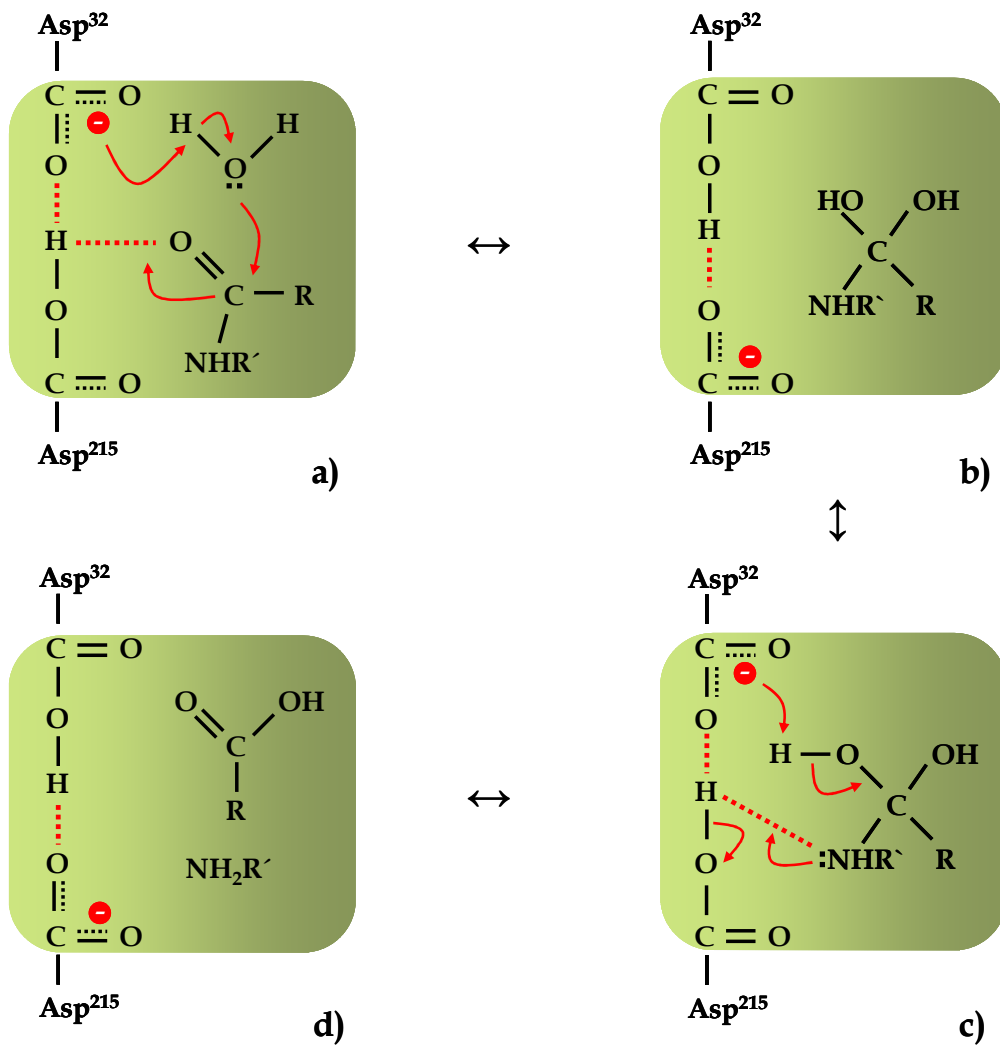 Asp³²
C O
H H
O O
O
H
C R
O
NHR´
C O
Asp²¹⁵
a)
↔
Asp³²
C O
O
HO OH
H
C
O NHR` R
C O
Asp²¹⁵
b)
↕
Asp³²
C O
O
OH
C
H
R
O
NH₂R´
C O
Asp²¹⁵
d)
↔
Asp³²
C O
O
H O OH
H C
O :NHR` R
C O
Asp²¹⁵
c)